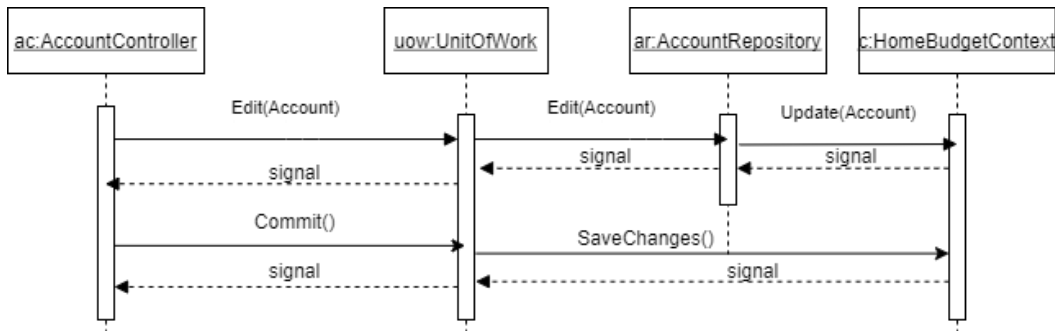 ac:AccountController
uow:UnitOfWork
ar:AccountRepository
c:HomeBudgetContext
Edit(Account)
Edit(Account)
Update(Account)
signal
signal
signal
Commit()
SaveChanges()
signal
signal